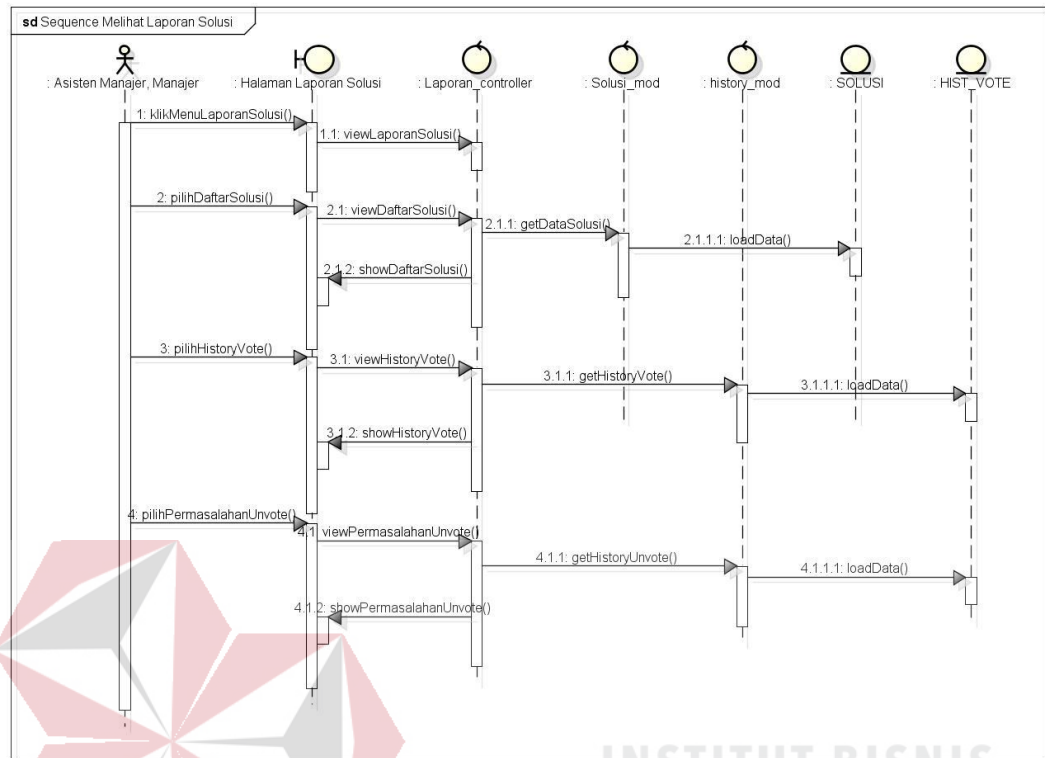 sd Sequence Melihat Laporan Solusi
: Asisten Manajer, Manajer
: Halaman Laporan Solusi
: Laporan_controller
: Solusi_mod
: history_mod
: SOLUSI
: HIST_VOTE
1: klikMenuLaporanSolusi()
1.1: viewLaporanSolusi()
2: pilihDaftarSolusi()
2.1: viewDaftarSolusi()
2.1.1: getDataSolusi()
2.1.1.1: loadData()
2.1.2: showDaftarSolusi()
3: pilihHistoryVote()
3.1: viewHistoryVote()
3.1.1: getHistoryVote()
3.1.1.1: loadData()
3.1.2: showHistoryVote()
4: pilihPermasalahanUnvote()
4.1: viewPermasalahanUnvote()
4.1.1: getHistoryUnvote()
4.1.1.1: loadData()
4.1.2: showPermasalahanUnvote()
INSTITUT BISNIS